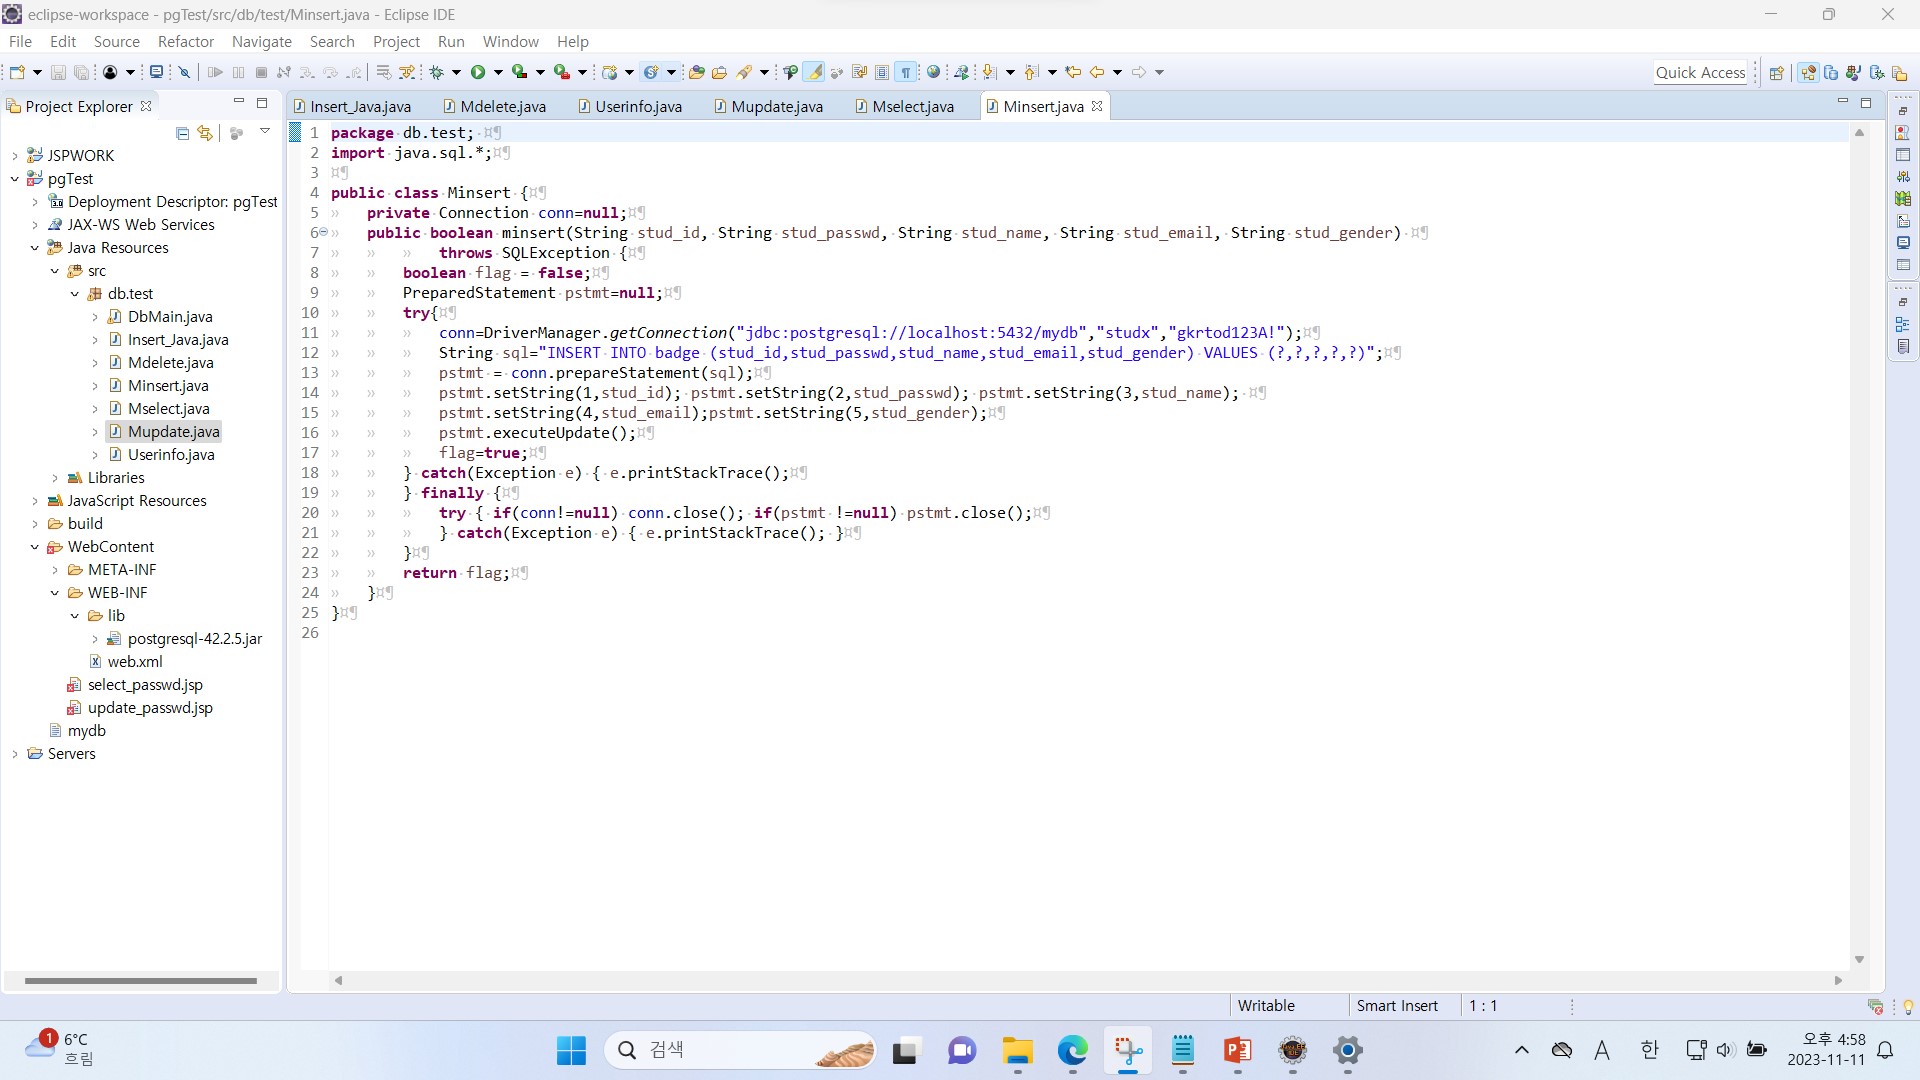 eclipse-workspace - pgTest/src/db/test/Minsert.java - Eclipse IDE
File Edit Source Refactor Navigate Search Project Run Window Help
Quick Access
Project Explorer
Insert_Java.java Mdelete.java Userinfo.java Mupdate.java Mselect.java Minsert.java
JSPWORK
pgTest
Deployment Descriptor: pgTest
JAX-WS Web Services
Java Resources
src
db.test
DbMain.java
Insert_Java.java
Mdelete.java
Minsert.java
Mselect.java
Mupdate.java
Userinfo.java
Libraries
JavaScript Resources
build
WebContent
META-INF
WEB-INF
lib
postgresql-42.2.5.jar
web.xml
select_passwd.jsp
update_passwd.jsp
mydb
Servers
1 package db.test;
2 import java.sql.*;
3
4 public class Minsert {
5 private Connection conn=null;
6 public boolean minsert(String stud_id, String stud_passwd, String stud_name, String stud_email, String stud_gender)
7 throws SQLException {
8 boolean flag = false;
9 PreparedStatement pstmt=null;
10 try{
11 conn=DriverManager.getConnection("jdbc:postgresql://localhost:5432/mydb","studx","gkrtod123A!");
12 String sql="INSERT INTO badge (stud_id,stud_passwd,stud_name,stud_email,stud_gender) VALUES (?,?,?,?,?)";
13 pstmt = conn.prepareStatement(sql);
14 pstmt.setString(1,stud_id); pstmt.setString(2,stud_passwd); pstmt.setString(3,stud_name);
15 pstmt.setString(4,stud_email);pstmt.setString(5,stud_gender);
16 pstmt.executeUpdate();
17 flag=true;
18 } catch(Exception e) { e.printStackTrace();
19 } finally {
20 try { if(conn!=null) conn.close(); if(pstmt !=null) pstmt.close();
21 } catch(Exception e) { e.printStackTrace(); }
22 }
23 return flag;
24 }
25 }
26
Writable Smart Insert 1 : 1
1 6°C
흐림
검색
A 한
오후 4:58
2023-11-11